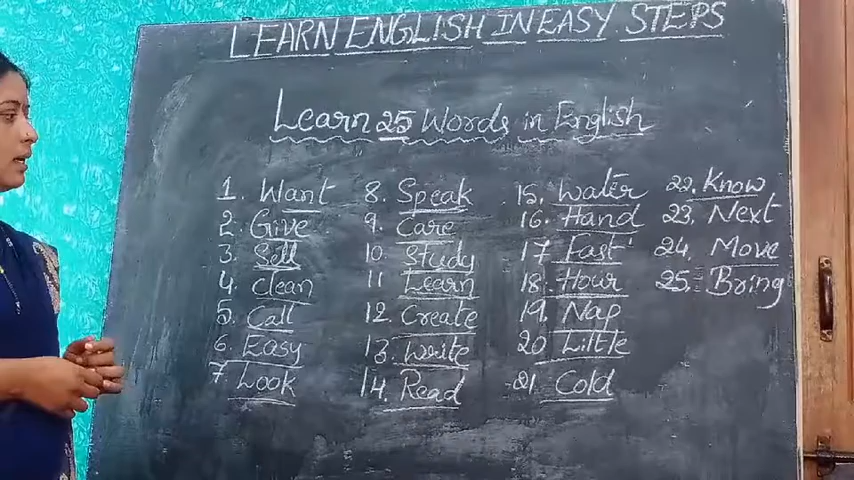 LEARN ENGLISH IN EASY STEPS
Learn 25 Words in English
1. Want
2. Give
3. Sell
4. Clean
5. Call
6. Easy
7. Look
8. Speak
9. Care
10. Study
11. Learn
12. Create
13. Write
14. Read
15. Water
16. Hand
17. Fast
18. Hour
19. Nap
20. Little
21. Cold
22. Know
23. Next
24. Move
25. Bring